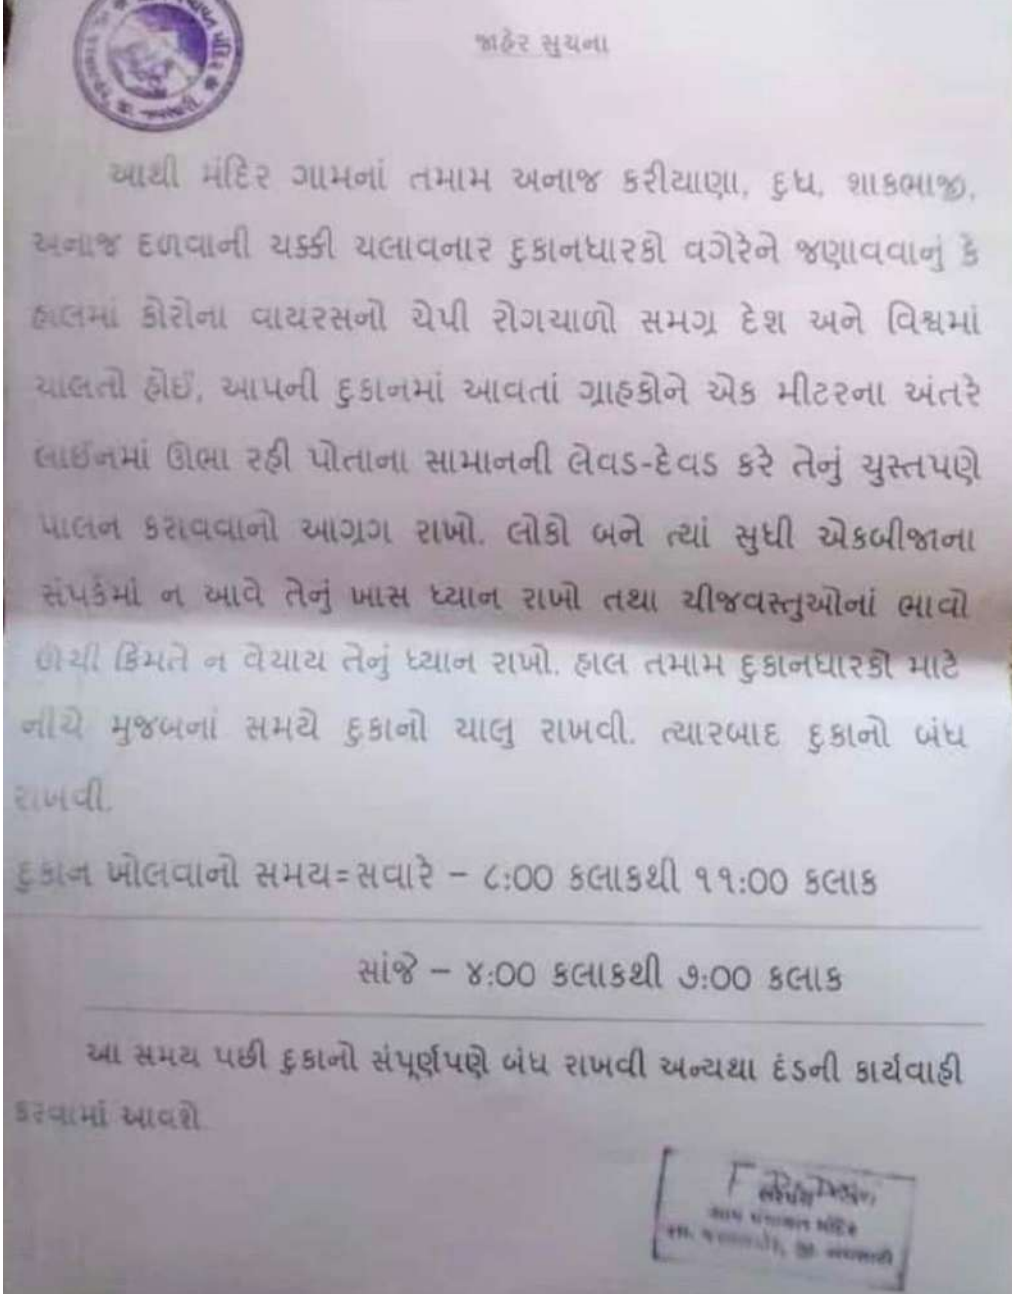 જાહેર સુચના
આથી મંદિર ગામનાં તમામ અનાજ કરીયાણા, દુધ, શાકભાજી,
અનાજ દળવાની ચક્કી ચલાવનાર દુકાનધારકો વગેરેને જણાવવાનું કે
હાલમાં કોરોના વાયરસનો ચેપી રોગચાળો સમગ્ર દેશ અને વિશ્વમાં
ચાલતો હોઈ, આપની દુકાનમાં આવતાં ગ્રાહકોને એક મીટરના અંતરે
લાઈનમાં ઊભા રહી પોતાના સામાનની લેવડ-દેવડ કરે તેનું ચુસ્તપણે
પાલન કરાવવાનો આગ્રગ રાખો. લોકો બને ત્યાં સુધી એકબીજાના
સંપર્કમાં ન આવે તેનું ખાસ ધ્યાન રાખો તથા ચીજવસ્તુઓનાં ભાવો
ઊંચી કિંમતે ન વેચાય તેનું ધ્યાન રાખો. હાલ તમામ દુકાનધારકો માટે
નીચે મુજબનાં સમયે દુકાનો ચાલુ રાખવી. ત્યારબાદ દુકાનો બંધ
રાખવી.
દુકાન ખોલવાનો સમય=સવારે – ૮:૦૦ કલાકથી ૧૧:૦૦ કલાક
સાંજે – ૪:૦૦ કલાકથી ૭:૦૦ કલાક
આ સમય પછી દુકાનો સંપૂર્ણપણે બંધ રાખવી અન્યથા દંડની કાર્યવાહી
કરવામાં આવશે
સરપંચ
ગ્રામ પંચાયત મંદિર